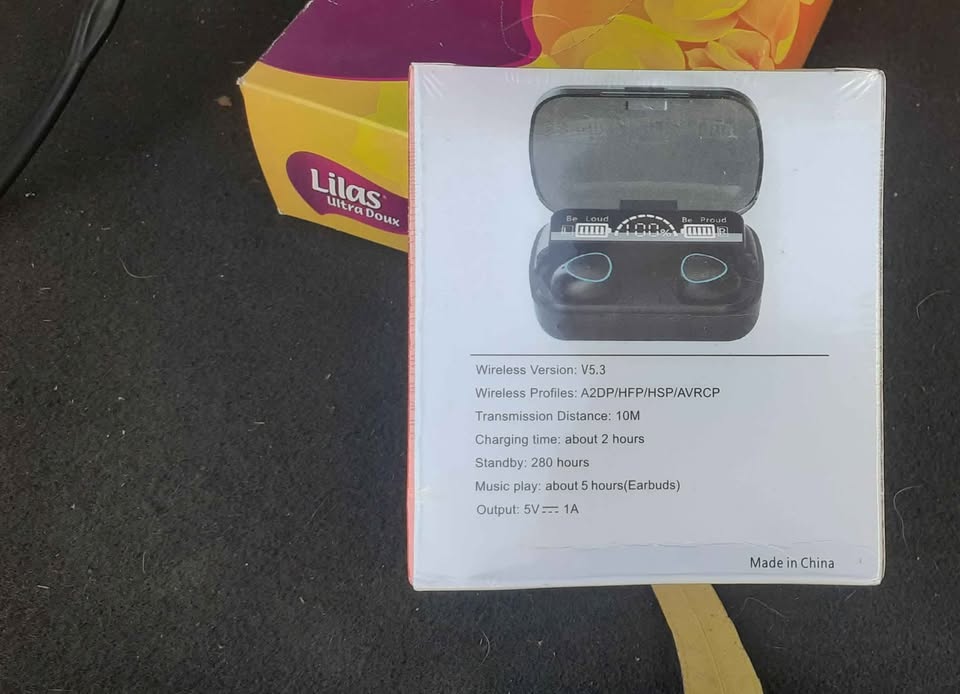 Lilas
Ultra Doux
Be Loud
Be Proud
L
100%
R
Wireless Version: V5.3
Wireless Profiles: A2DP/HFP/HSP/AVRCP
Transmission Distance: 10M
Charging time: about 2 hours
Standby: 280 hours
Music play: about 5 hours(Earbuds)
Output: 5V⎓ 1A
Made in China